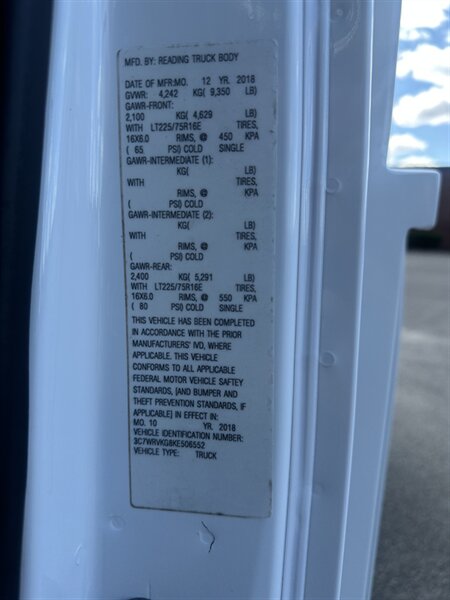 MFD. BY: READING TRUCK BODY
DATE OF MFR:MO. 12 YR. 2018
GVWR: 4,242 KG( 9,350 LB)
GAWR-FRONT:
2,100 KG( 4,629 LB)
WITH LT225/75R16E TIRES,
16X6.0 RIMS, @ 450 KPA
( 65 PSI) COLD SINGLE
GAWR-INTERMEDIATE (1):
KG( LB)
WITH TIRES,
RIMS, @ KPA
( PSI) COLD
GAWR-INTERMEDIATE (2):
KG( LB)
WITH TIRES,
RIMS, @ KPA
( PSI) COLD
GAWR-REAR:
2,400 KG( 5,291 LB)
WITH LT225/75R16E TIRES,
16X6.0 RIMS, @ 550 KPA
( 80 PSI) COLD SINGLE
THIS VEHICLE HAS BEEN COMPLETED
IN ACCORDANCE WITH THE PRIOR
MANUFACTURERS' IVD, WHERE
APPLICABLE. THIS VEHICLE
CONFORMS TO ALL APPLICABLE
FEDERAL MOTOR VEHICLE SAFTEY
STANDARDS, [AND BUMPER AND
THEFT PREVENTION STANDARDS, IF
APPLICABLE] IN EFFECT IN:
MO. 10 YR. 2018
VEHICLE IDENTIFICATION NUMBER:
3C7WRVKG8KE506552
VEHICLE TYPE: TRUCK